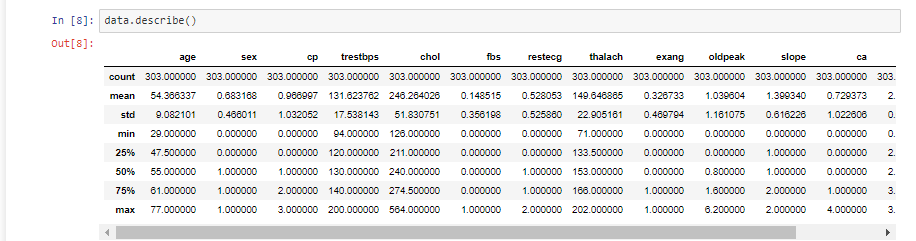 In [8]: data.describe()
Out[8]:
age sex cp trestbps chol fbs restecg thalach exang oldpeak slope ca
count 303.000000 303.000000 303.000000 303.000000 303.000000 303.000000 303.000000 303.000000 303.000000 303.000000 303.000000 303.000000 303.
mean 54.366337 0.683168 0.966997 131.623762 246.264026 0.148515 0.528053 149.646865 0.326733 1.039604 1.399340 0.729373 2.
std 9.082101 0.466011 1.032052 17.538143 51.830751 0.356198 0.525860 22.905161 0.469794 1.161075 0.616226 1.022606 0.
min 29.000000 0.000000 0.000000 94.000000 126.000000 0.000000 0.000000 71.000000 0.000000 0.000000 0.000000 0.000000 0.
25% 47.500000 0.000000 0.000000 120.000000 211.000000 0.000000 0.000000 133.500000 0.000000 0.000000 1.000000 0.000000 2.
50% 55.000000 1.000000 1.000000 130.000000 240.000000 0.000000 1.000000 153.000000 0.000000 0.800000 1.000000 0.000000 2.
75% 61.000000 1.000000 2.000000 140.000000 274.500000 0.000000 1.000000 166.000000 1.000000 1.600000 2.000000 1.000000 3.
max 77.000000 1.000000 3.000000 200.000000 564.000000 1.000000 2.000000 202.000000 1.000000 6.200000 2.000000 4.000000 3.